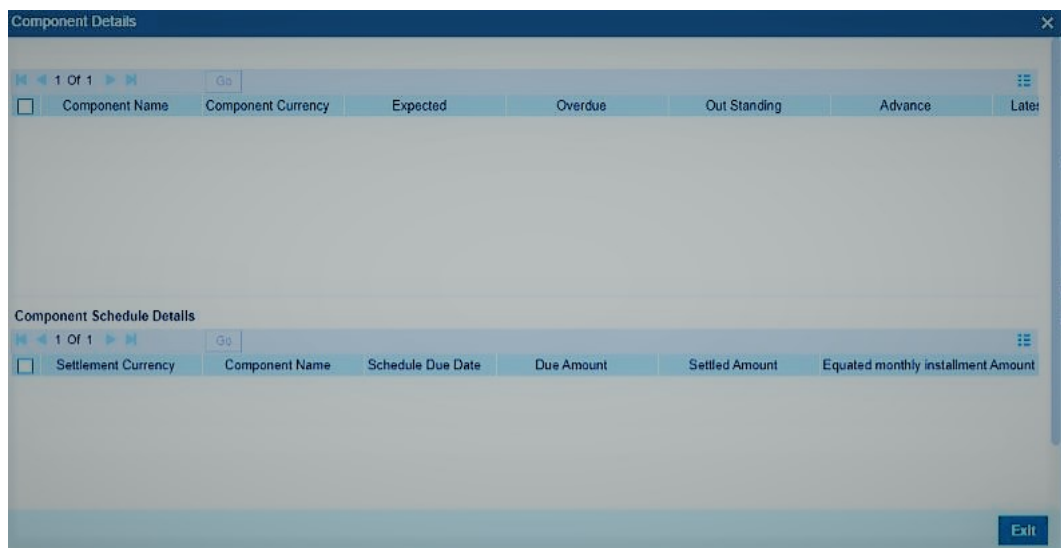 Component Details
1 Of 1 Go
Component Name Component Currency Expected Overdue Out Standing Advance Lates
Component Schedule Details
1 Of 1 Go
Settlement Currency Component Name Schedule Due Date Due Amount Settled Amount Equated monthly installment Amount
Exit